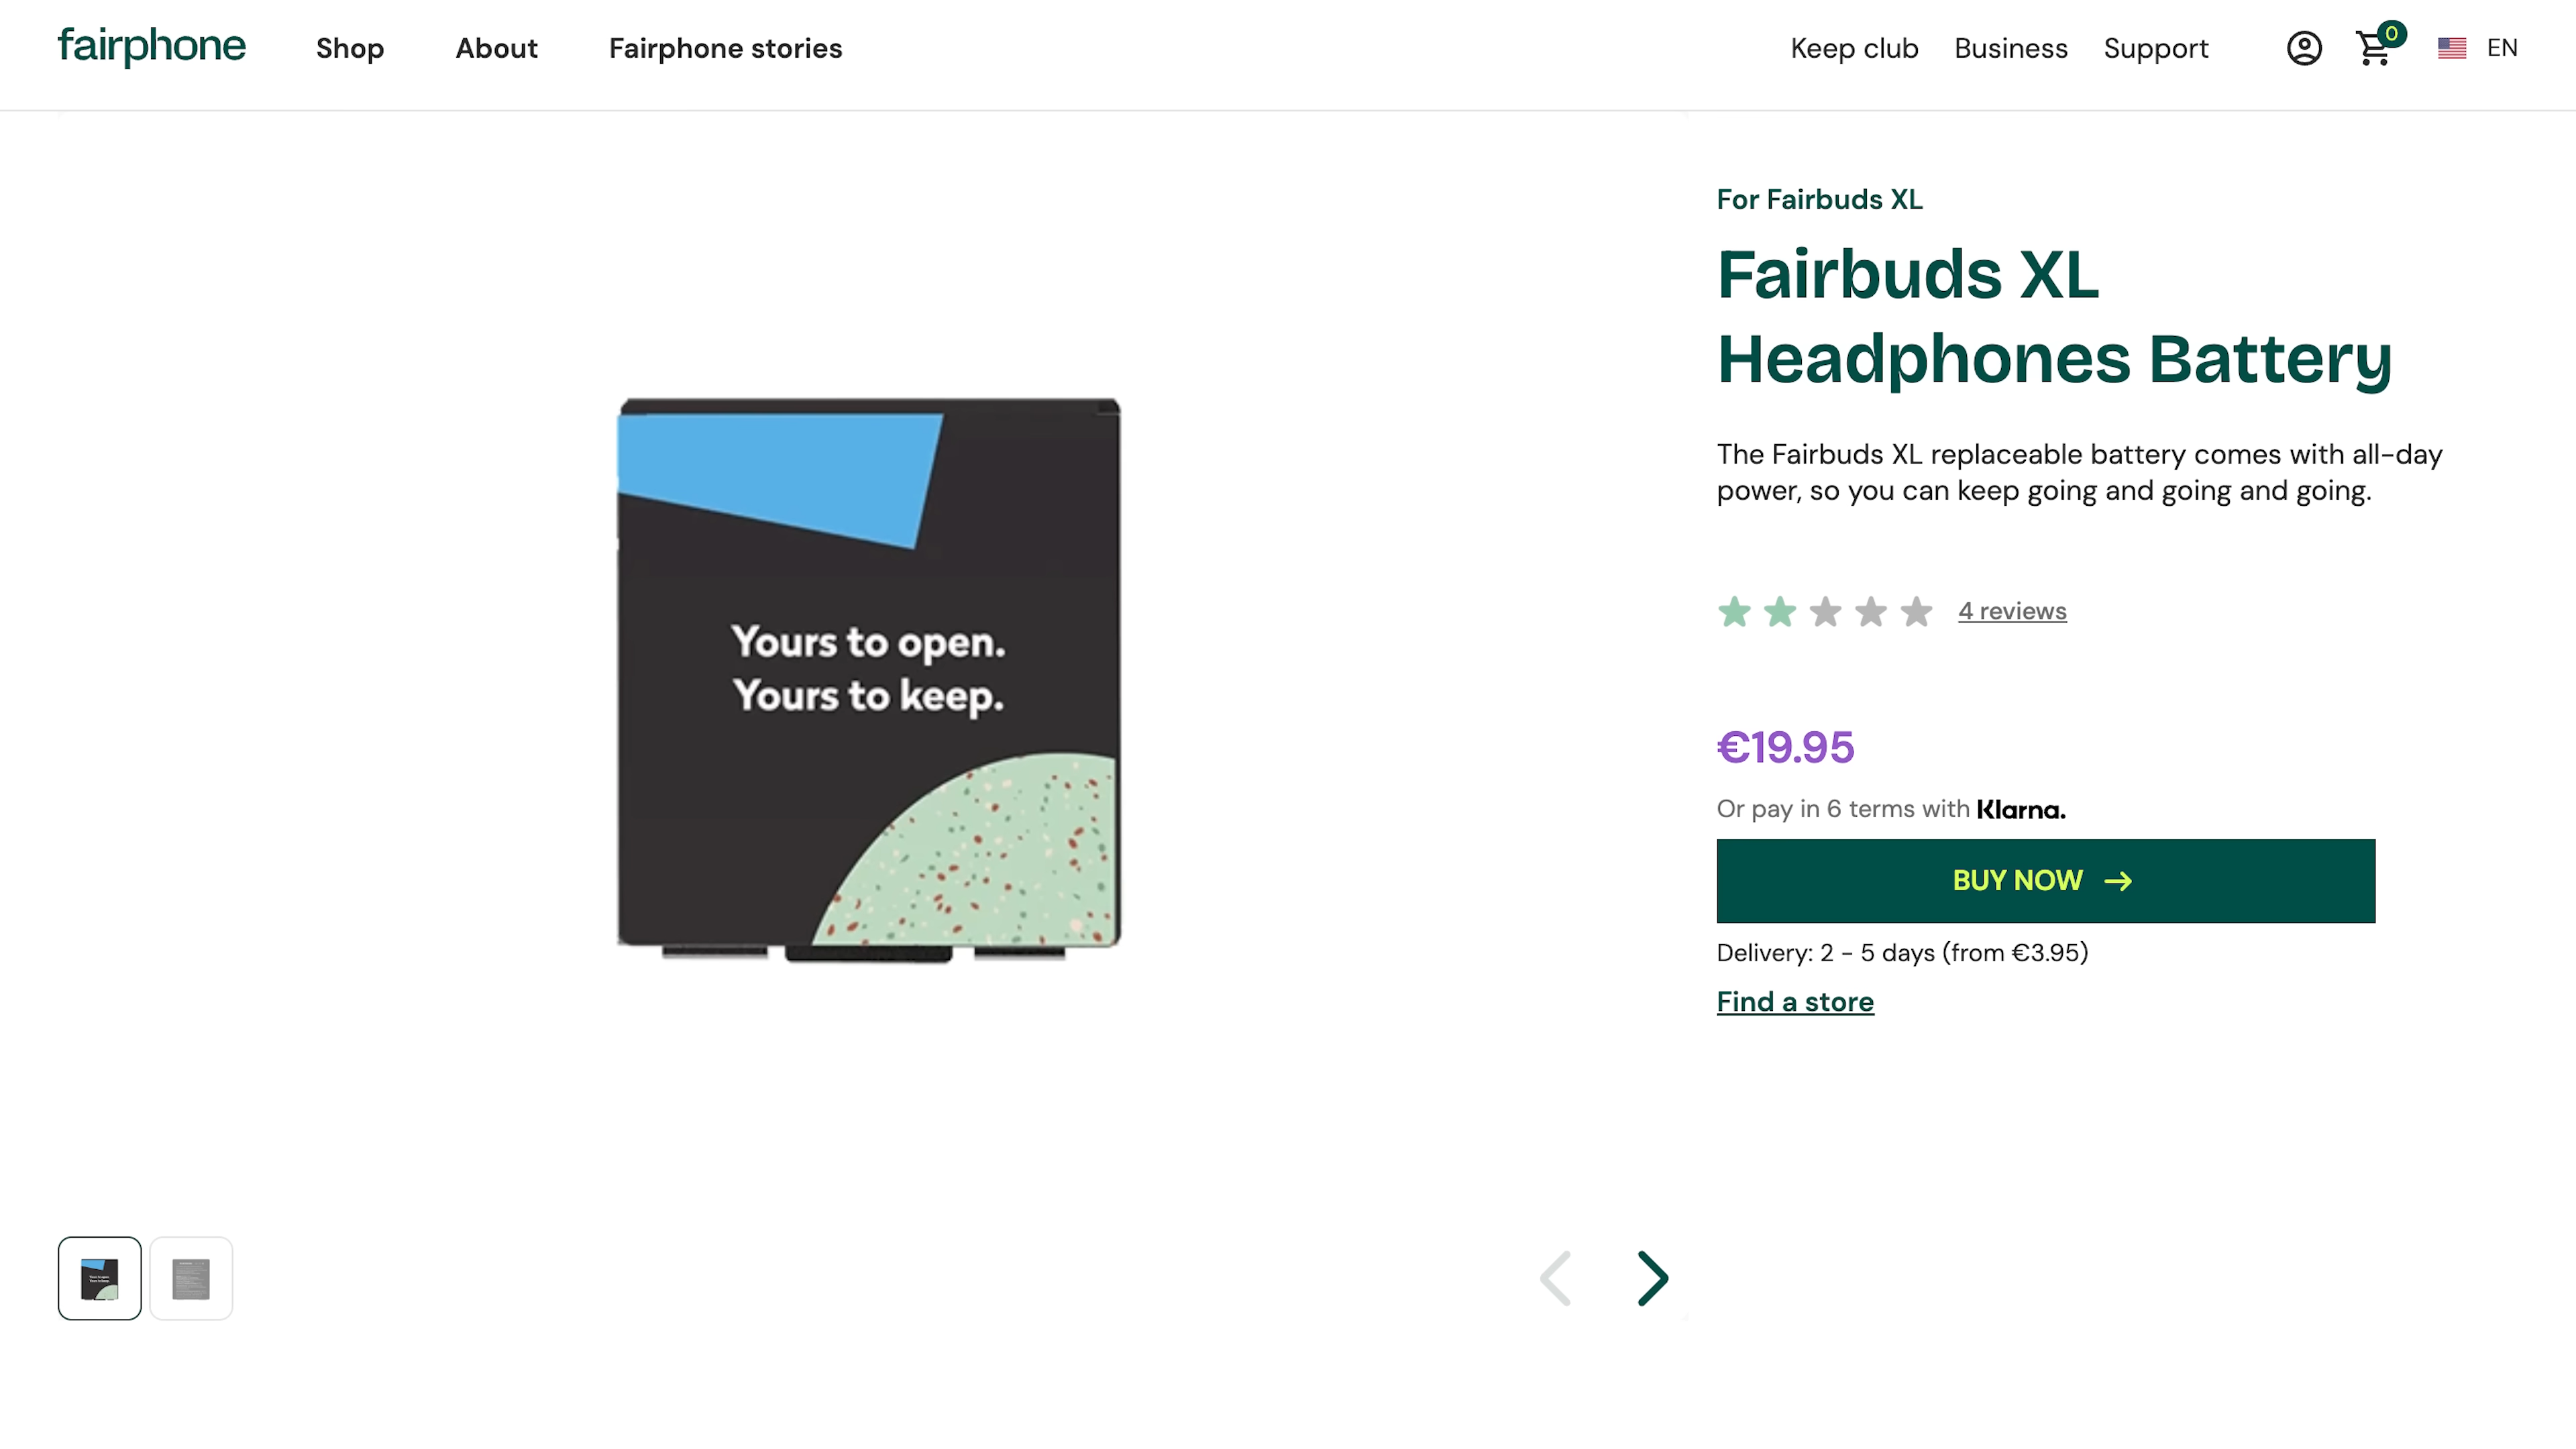 fairphone
Shop
About
Fairphone stories
Keep club
Business
Support
0
EN
For Fairbuds XL
Fairbuds XL
Headphones Battery
The Fairbuds XL replaceable battery comes with all-day
power, so you can keep going and going and going.
4 reviews
Yours to open.
Yours to keep.
€19.95
Or pay in 6 terms with Klarna.
BUY NOW
Delivery: 2 - 5 days (from €3.95)
Find a store